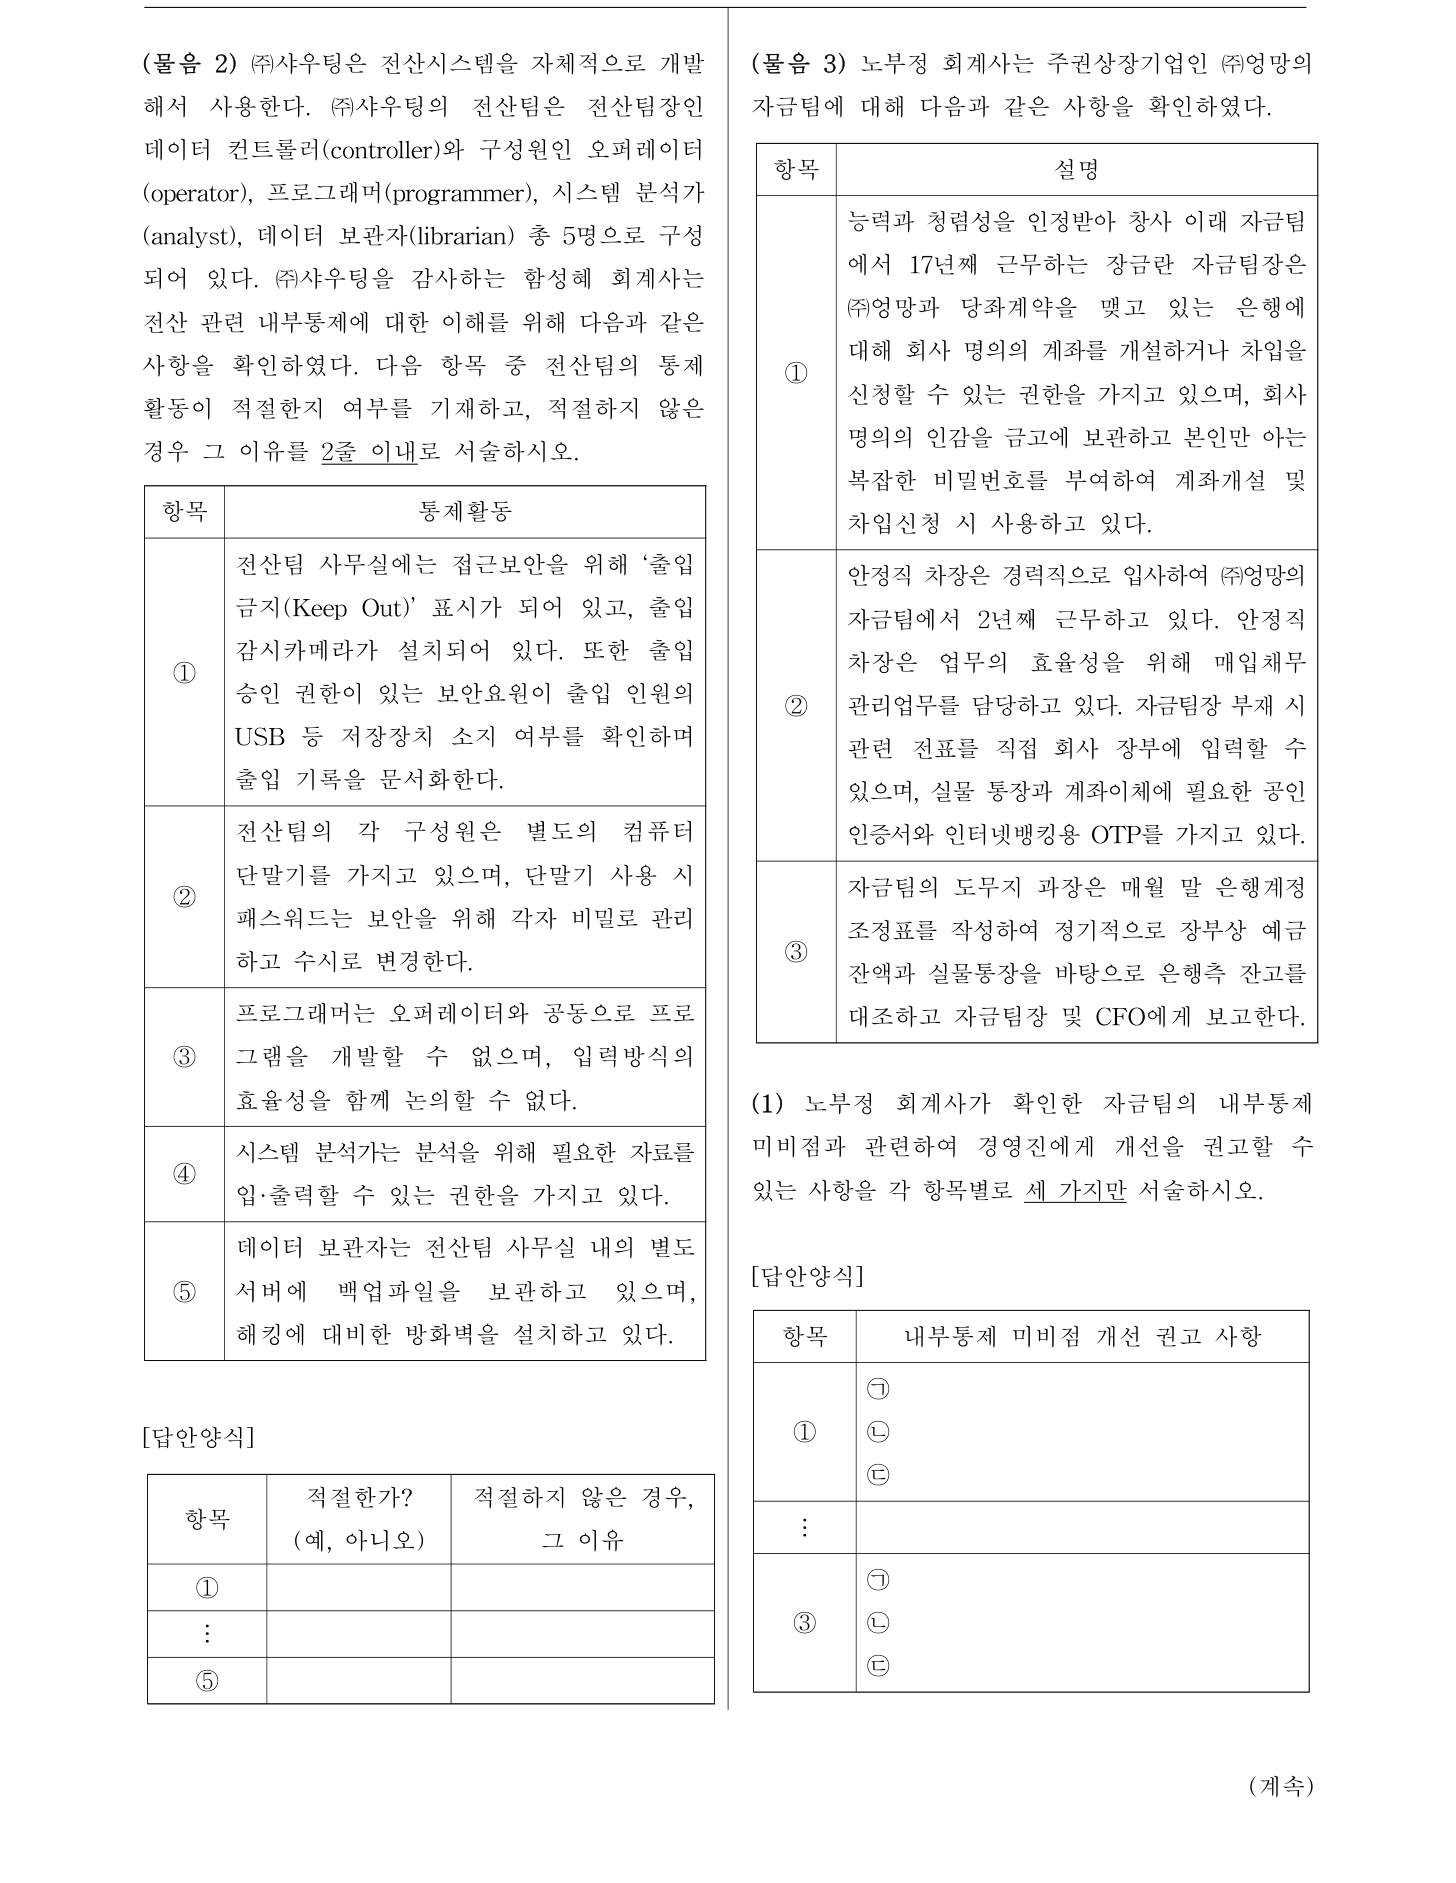 (물음 2) ㈜샤우팅은 전산시스템을 자체적으로 개발
해서 사용한다. ㈜샤우팅의 전산팀은 전산팀장인
데이터 컨트롤러(controller)와 구성원인 오퍼레이터
(operator), 프로그래머(programmer), 시스템 분석가
(analyst), 데이터 보관자(librarian) 총 5명으로 구성
되어 있다. ㈜샤우팅을 감사하는 함성혜 회계사는
전산 관련 내부통제에 대한 이해를 위해 다음과 같은
사항을 확인하였다. 다음 항목 중 전산팀의 통제
활동이 적절한지 여부를 기재하고, 적절하지 않은
경우 그 이유를 2줄 이내로 서술하시오.
항목 통제활동
①
전산팀 사무실에는 접근보안을 위해 ‘출입
금지(Keep Out)’ 표시가 되어 있고, 출입
감시카메라가 설치되어 있다. 또한 출입
승인 권한이 있는 보안요원이 출입 인원의
USB 등 저장장치 소지 여부를 확인하며
출입 기록을 문서화한다.
②
전산팀의 각 구성원은 별도의 컴퓨터
단말기를 가지고 있으며, 단말기 사용 시
패스워드는 보안을 위해 각자 비밀로 관리
하고 수시로 변경한다.
③
프로그래머는 오퍼레이터와 공동으로 프로
그램을 개발할 수 없으며, 입력방식의
효율성을 함께 논의할 수 없다.
④
시스템 분석가는 분석을 위해 필요한 자료를
입·출력할 수 있는 권한을 가지고 있다.
⑤
데이터 보관자는 전산팀 사무실 내의 별도
서버에 백업파일을 보관하고 있으며,
해킹에 대비한 방화벽을 설치하고 있다.
[답안양식]
항목
적절한가?
(예, 아니오)
적절하지 않은 경우,
그 이유
①
⋮
⑤
(물음 3) 노부정 회계사는 주권상장기업인 ㈜엉망의
자금팀에 대해 다음과 같은 사항을 확인하였다.
항목 설명
①
능력과 청렴성을 인정받아 창사 이래 자금팀
에서 17년째 근무하는 장금란 자금팀장은
㈜엉망과 당좌계약을 맺고 있는 은행에
대해 회사 명의의 계좌를 개설하거나 차입을
신청할 수 있는 권한을 가지고 있으며, 회사
명의의 인감을 금고에 보관하고 본인만 아는
복잡한 비밀번호를 부여하여 계좌개설 및
차입신청 시 사용하고 있다.
②
안정직 차장은 경력직으로 입사하여 ㈜엉망의
자금팀에서 2년째 근무하고 있다. 안정직
차장은 업무의 효율성을 위해 매입채무
관리업무를 담당하고 있다. 자금팀장 부재 시
관련 전표를 직접 회사 장부에 입력할 수
있으며, 실물 통장과 계좌이체에 필요한 공인
인증서와 인터넷뱅킹용 OTP를 가지고 있다.
③
자금팀의 도무지 과장은 매월 말 은행계정
조정표를 작성하여 정기적으로 장부상 예금
잔액과 실물통장을 바탕으로 은행측 잔고를
대조하고 자금팀장 및 CFO에게 보고한다.
(1) 노부정 회계사가 확인한 자금팀의 내부통제
미비점과 관련하여 경영진에게 개선을 권고할 수
있는 사항을 각 항목별로 세 가지만 서술하시오.
[답안양식]
항목 내부통제 미비점 개선 권고 사항
①
㉠
㉡
㉢
⋮
③
㉠
㉡
㉢
(계속)